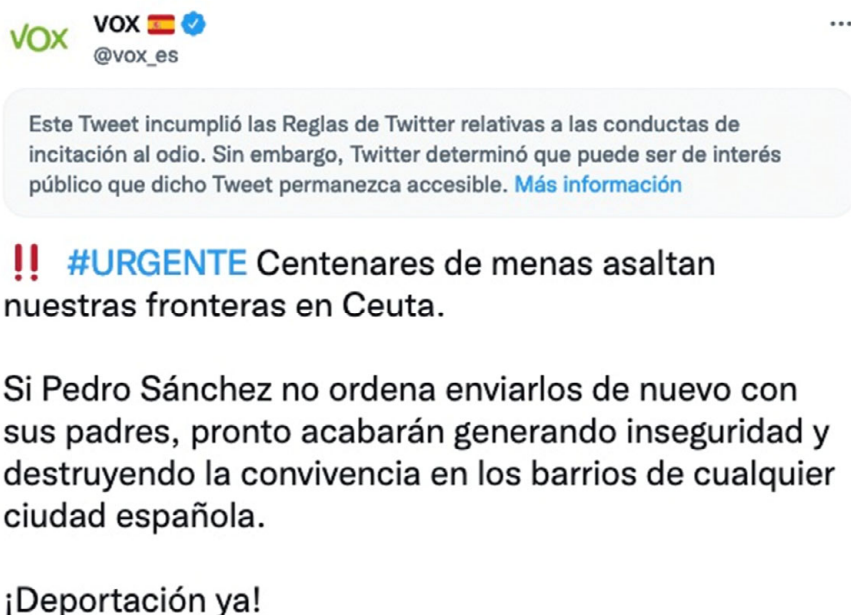 VOX
VOX 🇪🇸
@vox_es
Este Tweet incumplió las Reglas de Twitter relativas a las conductas de
incitación al odio. Sin embargo, Twitter determinó que puede ser de interés
público que dicho Tweet permanezca accesible. Más información
‼️ #URGENTE Centenares de menas asaltan
nuestras fronteras en Ceuta.
Si Pedro Sánchez no ordena enviarlos de nuevo con
sus padres, pronto acabarán generando inseguridad y
destruyendo la convivencia en los barrios de cualquier
ciudad española.
¡Deportación ya!